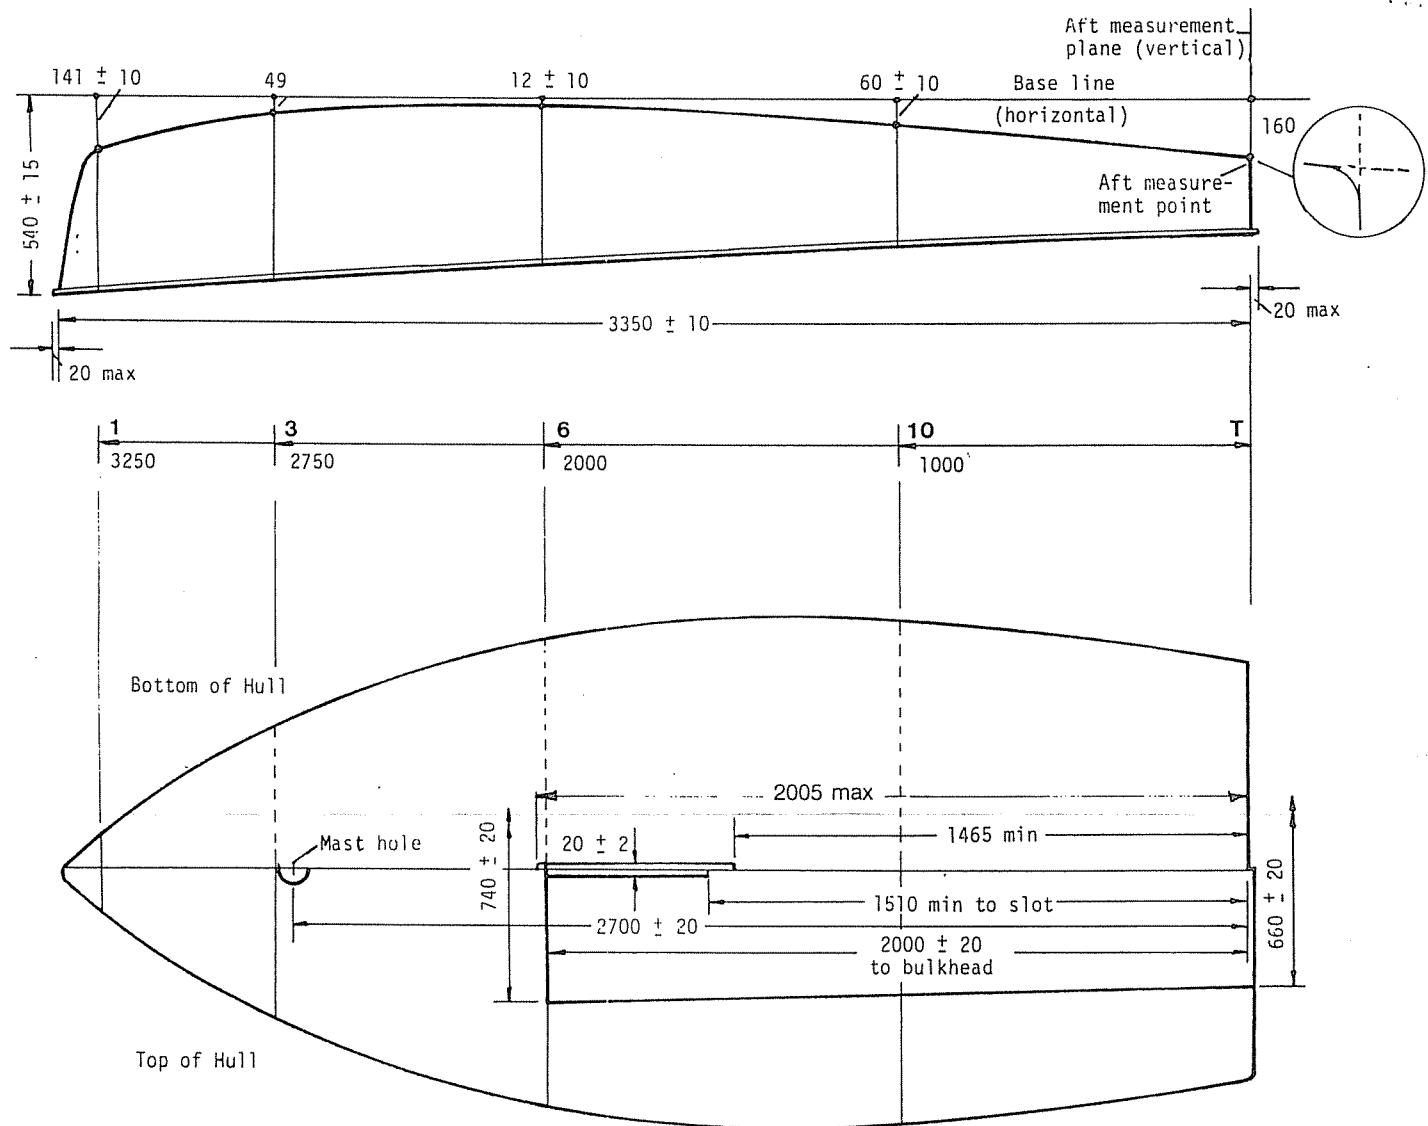 Aft measurement
plane (vertical)
141 ± 10
49
12 ± 10
60 ± 10
Base line
(horizontal)
160
540 ± 15
Aft measure-
ment point
3350 ± 10
20 max
20 max
1
3
6
10
T
3250
2750
2000
1000
Bottom of Hull
2005 max
Mast hole
20 ± 2
1465 min
740 ± 20
1510 min to slot
660 ± 20
2700 ± 20
2000 ± 20
to bulkhead
Top of Hull